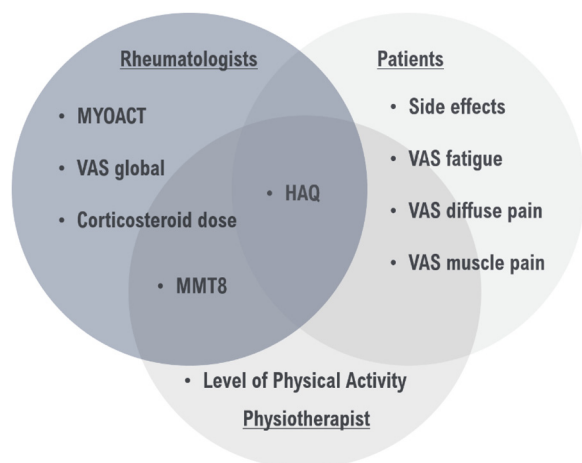 Rheumatologists
Patients
• MYOACT
• Side effects
• VAS global
• VAS fatigue
• HAQ
• Corticosteroid dose
• VAS diffuse pain
• VAS muscle pain
• MMT8
• Level of Physical Activity
Physiotherapist